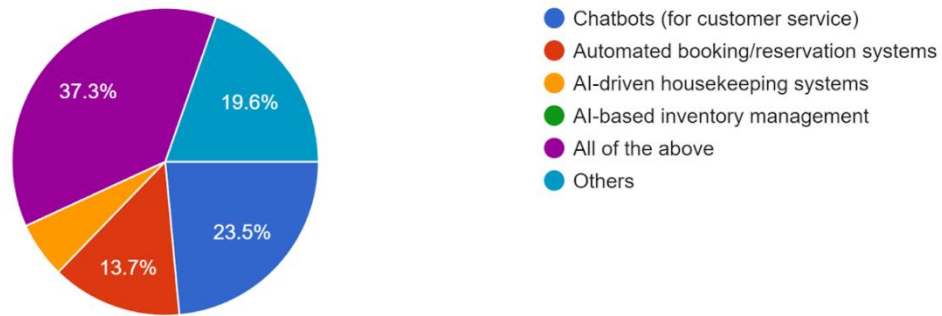 37.3%
19.6%
23.5%
13.7%
Chatbots (for customer service)
Automated booking/reservation systems
AI-driven housekeeping systems
AI-based inventory management
All of the above
Others